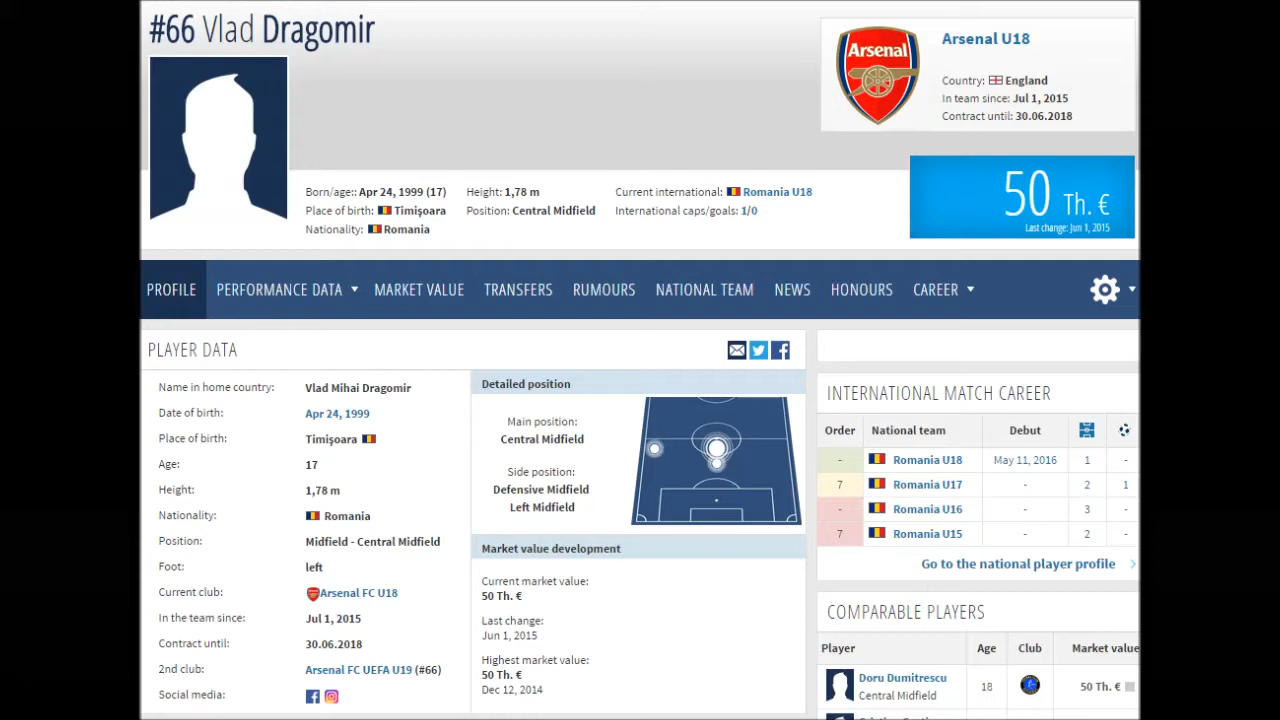 #66 Vlad Dragomir
Arsenal
Arsenal U18
Country: England
In team since: Jul 1, 2015
Contract until: 30.06.2018
Born/age:: Apr 24, 1999 (17)
Place of birth: Timişoara
Nationality: Romania
Height: 1,78 m
Position: Central Midfield
Current international: Romania U18
International caps/goals: 1/0
50 Th. €
Last change: Jun 1, 2015
PROFILE PERFORMANCE DATA MARKET VALUE TRANSFERS RUMOURS NATIONAL TEAM NEWS HONOURS CAREER
PLAYER DATA
Name in home country: Vlad Mihai Dragomir
Date of birth: Apr 24, 1999
Place of birth: Timişoara
Age: 17
Height: 1,78 m
Nationality: Romania
Position: Midfield - Central Midfield
Foot: left
Current club: Arsenal FC U18
In the team since: Jul 1, 2015
Contract until: 30.06.2018
2nd club: Arsenal FC UEFA U19 (#66)
Social media:
Detailed position
Main position:
Central Midfield
Side position:
Defensive Midfield
Left Midfield
Market value development
Current market value:
50 Th. €
Last change:
Jun 1, 2015
Highest market value:
50 Th. €
Dec 12, 2014
INTERNATIONAL MATCH CAREER
Order National team Debut
- Romania U18 May 11, 2016 1 -
7 Romania U17 - 2 1
- Romania U16 - 3 -
7 Romania U15 - 2 -
Go to the national player profile
COMPARABLE PLAYERS
Player Age Club Market value
Doru Dumitrescu
Central Midfield
18 50 Th. €